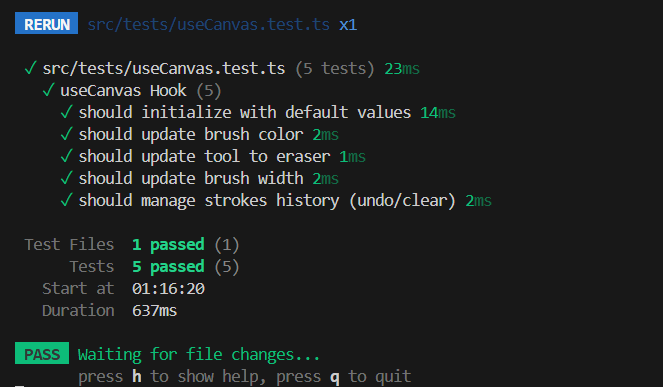 RERUN src/tests/useCanvas.test.ts x1
✓ src/tests/useCanvas.test.ts (5 tests) 23ms
✓ useCanvas Hook (5)
✓ should initialize with default values 14ms
✓ should update brush color 2ms
✓ should update tool to eraser 1ms
✓ should update brush width 2ms
✓ should manage strokes history (undo/clear) 2ms
Test Files 1 passed (1)
Tests 5 passed (5)
Start at 01:16:20
Duration 637ms
PASS Waiting for file changes...
press h to show help, press q to quit